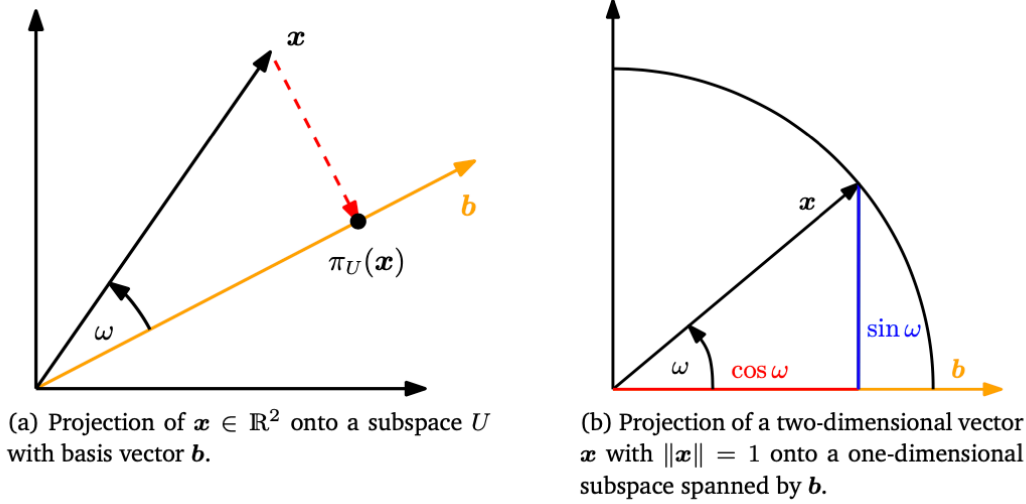 x
b
π_U(x)
ω
(a) Projection of x ∈ ℝ² onto a subspace U
with basis vector b.
x
sin ω
ω
cos ω
b
(b) Projection of a two-dimensional vector
x with ‖x‖ = 1 onto a one-dimensional
subspace spanned by b.